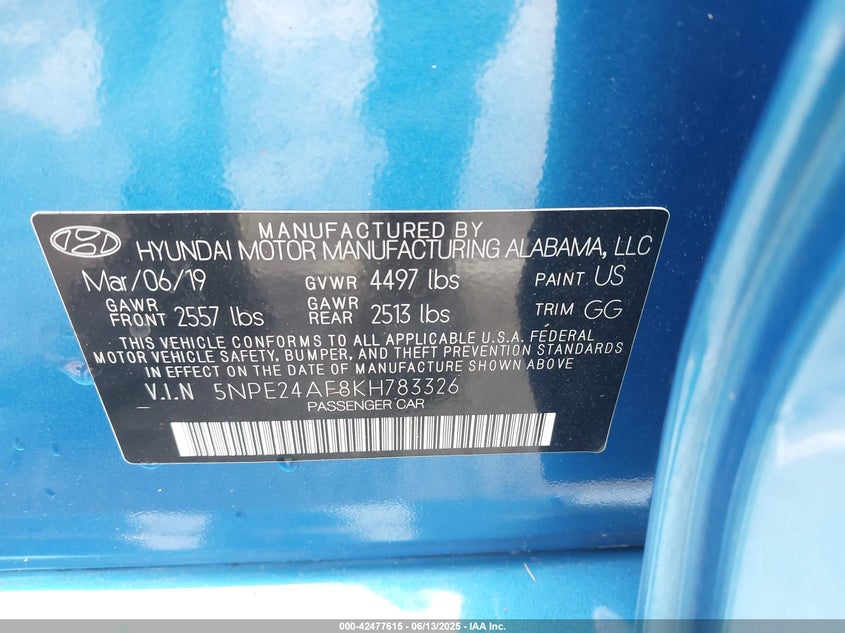 MANUFACTURED BY
HYUNDAI MOTOR MANUFACTURING ALABAMA, LLC
Mar/06/19 GVWR 4497 lbs PAINT US
GAWR FRONT 2557 lbs GAWR REAR 2513 lbs TRIM GG
THIS VEHICLE CONFORMS TO ALL APPLICABLE U.S.A. FEDERAL
MOTOR VEHICLE SAFETY, BUMPER, AND THEFT PREVENTION STANDARDS
IN EFFECT ON THE DATE OF MANUFACTURE SHOWN ABOVE
V.I.N 5NPE24AF8KH783326
PASSENGER CAR
000-42477615 - 06/13/2025 - IAA Inc.